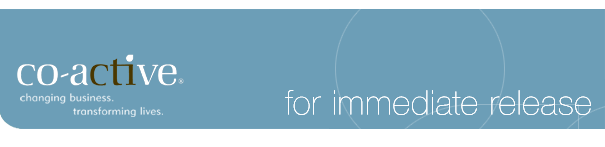 co-active®
changing business.
transforming lives.
for immediate release